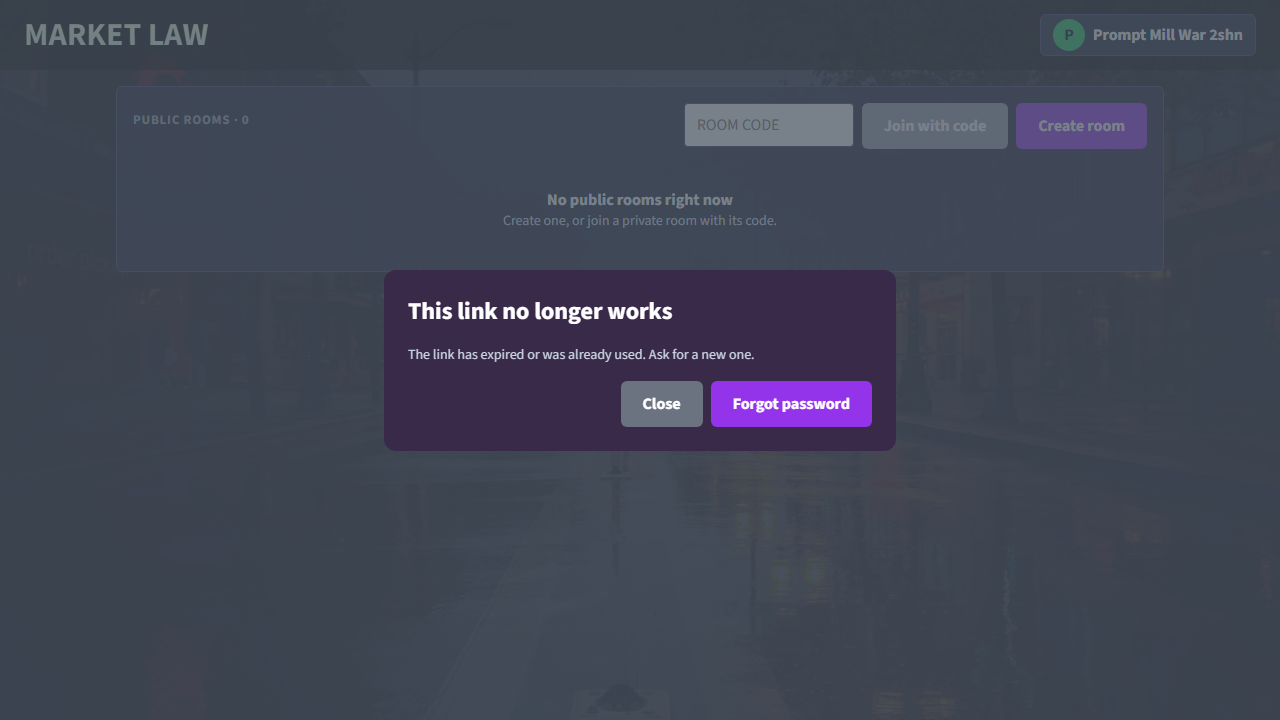 MARKET LAW
P
Prompt Mill War 2shn
PUBLIC ROOMS · 0
ROOM CODE
Join with code
Create room
No public rooms right now
Create one, or join a private room with its code.
This link no longer works
The link has expired or was already used. Ask for a new one.
Close
Forgot password